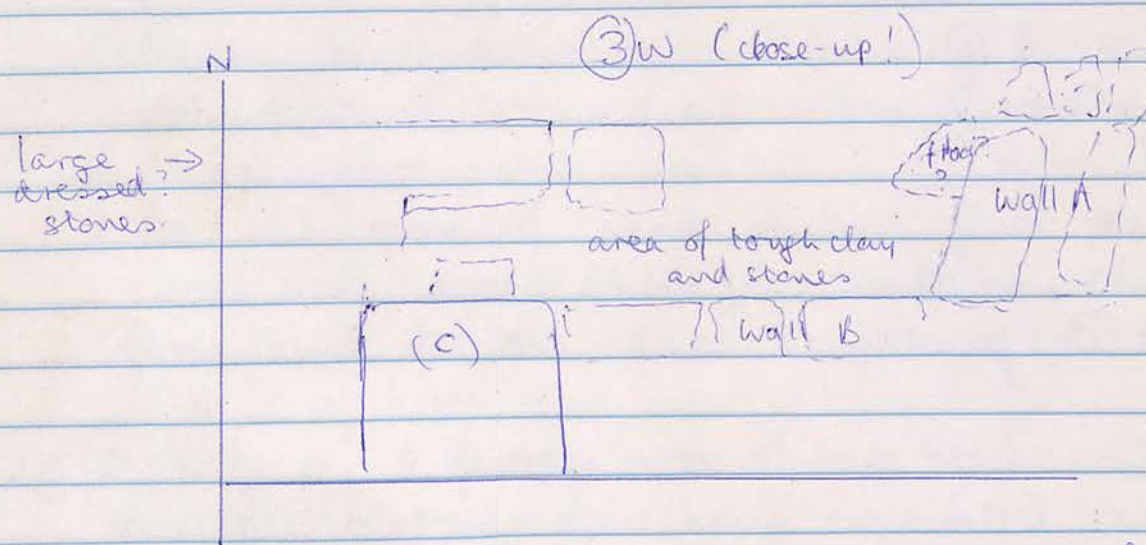 ③W (close-up!)
N
large →
dressed?
stones.
area of tough clay
and stones
Wall A
(C)
Wall B